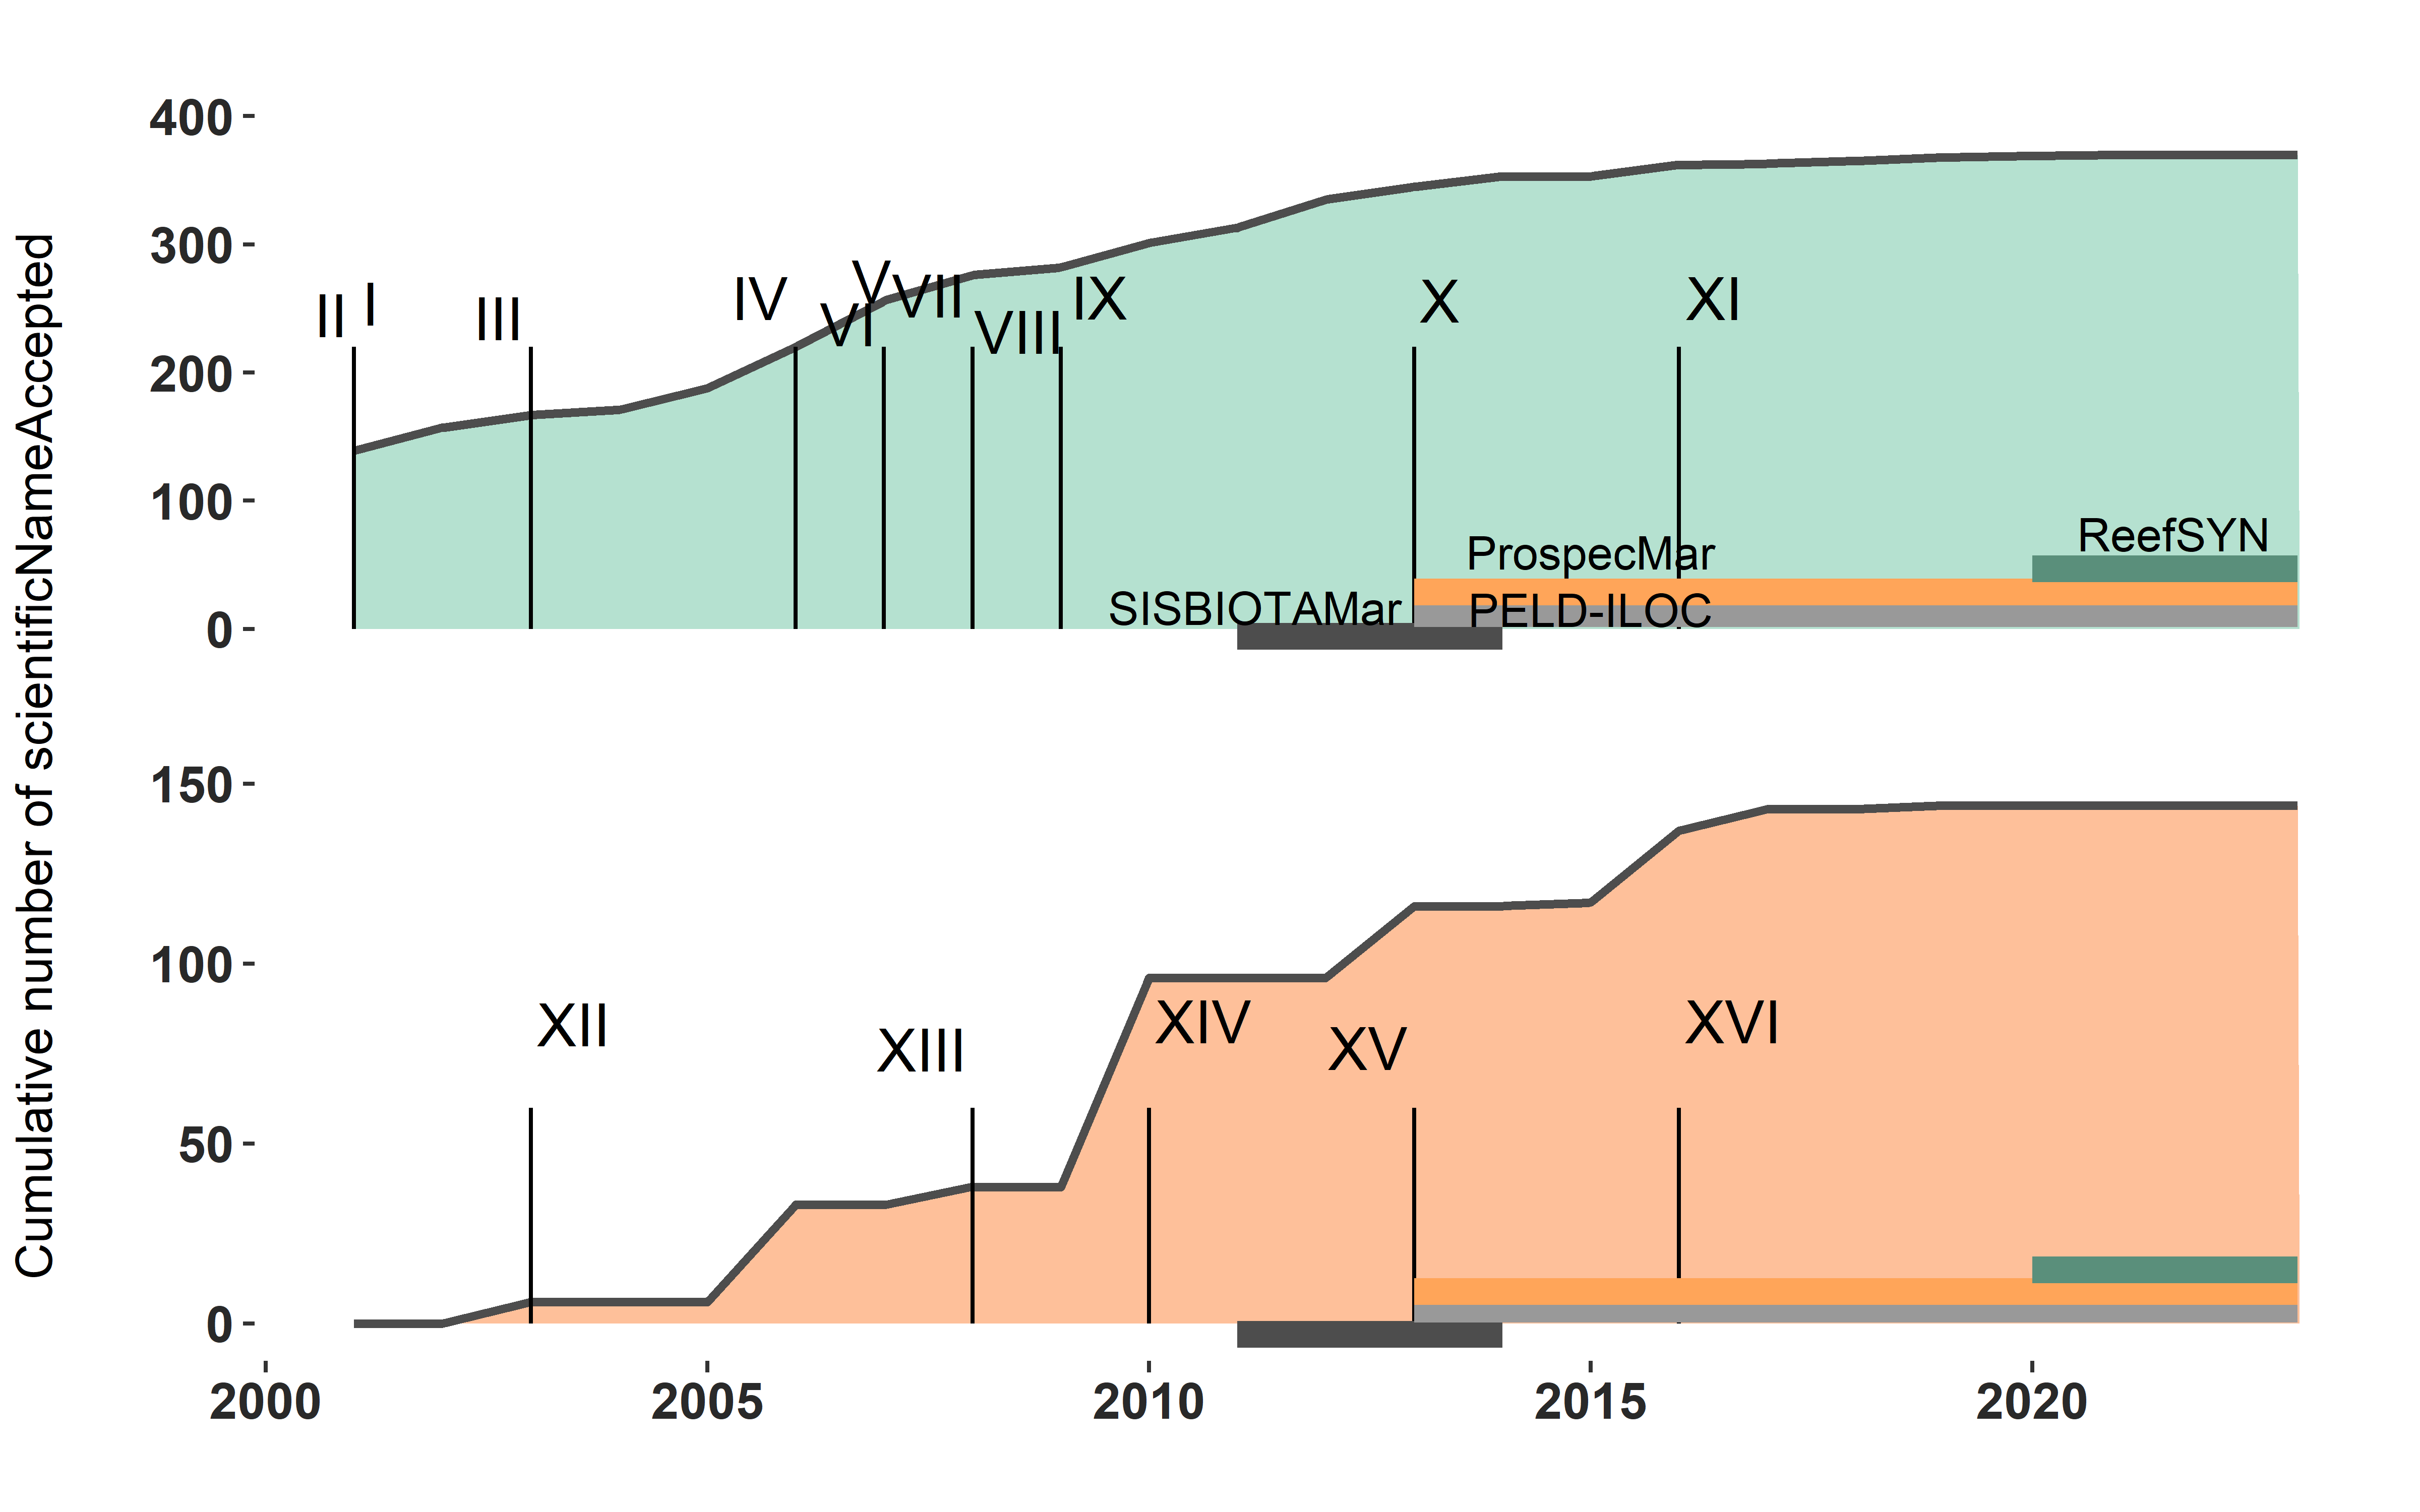 Cumulative number of scientificNameAccepted
400
300
200
100
0
II
I
III
IV
V
VI
VII
VIII
IX
X
XI
ProspecMar
ReefSYN
SISBIOTAMar
PELD-ILOC
150
100
50
0
XII
XIII
XIV
XV
XVI
2000
2005
2010
2015
2020